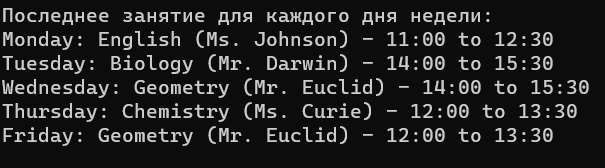 Последнее занятие для каждого дня недели:
Monday: English (Ms. Johnson) - 11:00 to 12:30
Tuesday: Biology (Mr. Darwin) - 14:00 to 15:30
Wednesday: Geometry (Mr. Euclid) - 14:00 to 15:30
Thursday: Chemistry (Ms. Curie) - 12:00 to 13:30
Friday: Geometry (Mr. Euclid) - 12:00 to 13:30